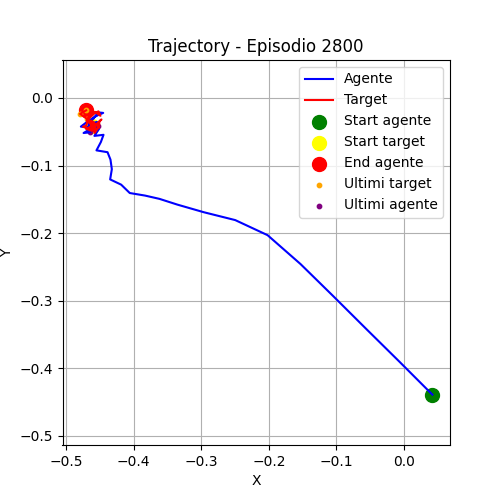 Trajectory - Episodio 2800
Agente
Target
Start agente
Start target
End agente
Ultimi target
Ultimi agente
0.0
−0.1
−0.2
−0.3
−0.4
−0.5
Y
−0.5 −0.4 −0.3 −0.2 −0.1 0.0
X